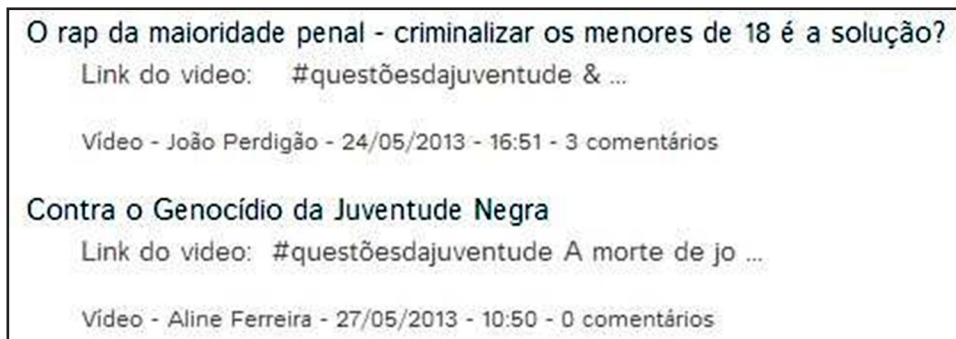 O rap da maioridade penal - criminalizar os menores de 18 é a solução?
Link do video: #questõesdajuventude & ...
Vídeo - João Perdigão - 24/05/2013 - 16:51 - 3 comentários
Contra o Genocídio da Juventude Negra
Link do video: #questõesdajuventude A morte de jo ...
Vídeo - Aline Ferreira - 27/05/2013 - 10:50 - 0 comentários